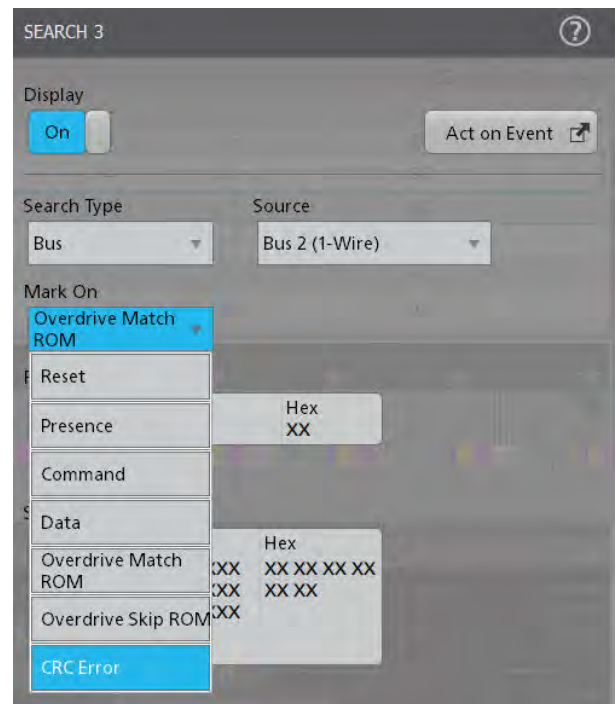 SEARCH 3
?
Display
On
Act on Event
Search Type
Source
Bus
Bus 2 (1-Wire)
Mark On
Overdrive Match
ROM
Reset
Hex
XX
Presence
Command
Data
Overdrive Match
ROM
Overdrive Skip ROM
CRC Error
Hex
XX XX XX XX
XX XX